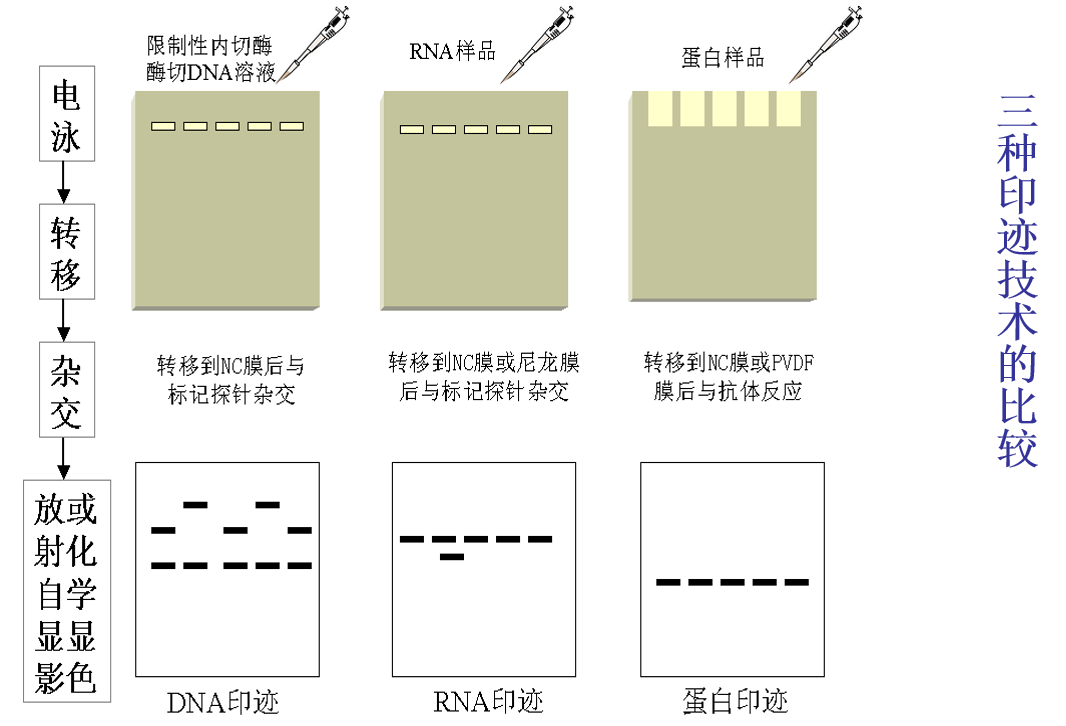 三种印迹技术的比较
电
泳
转
移
杂
交
放或
射化
自学
显显
影色
限制性内切酶
酶切DNA溶液
RNA样品
蛋白样品
转移到NC膜后与
标记探针杂交
转移到NC膜或尼龙膜
后与标记探针杂交
转移到NC膜或PVDF
膜后与抗体反应
DNA印迹
RNA印迹
蛋白印迹